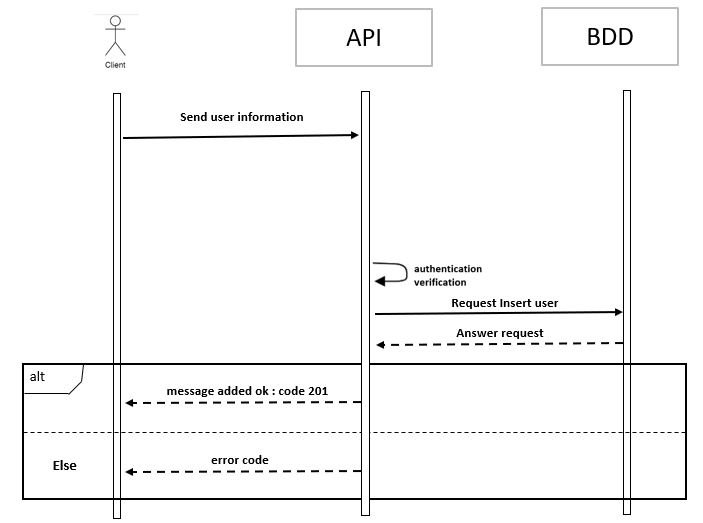 Client
API
BDD
Send user information
authentication
verification
Request Insert user
Answer request
alt
message added ok : code 201
Else
error code